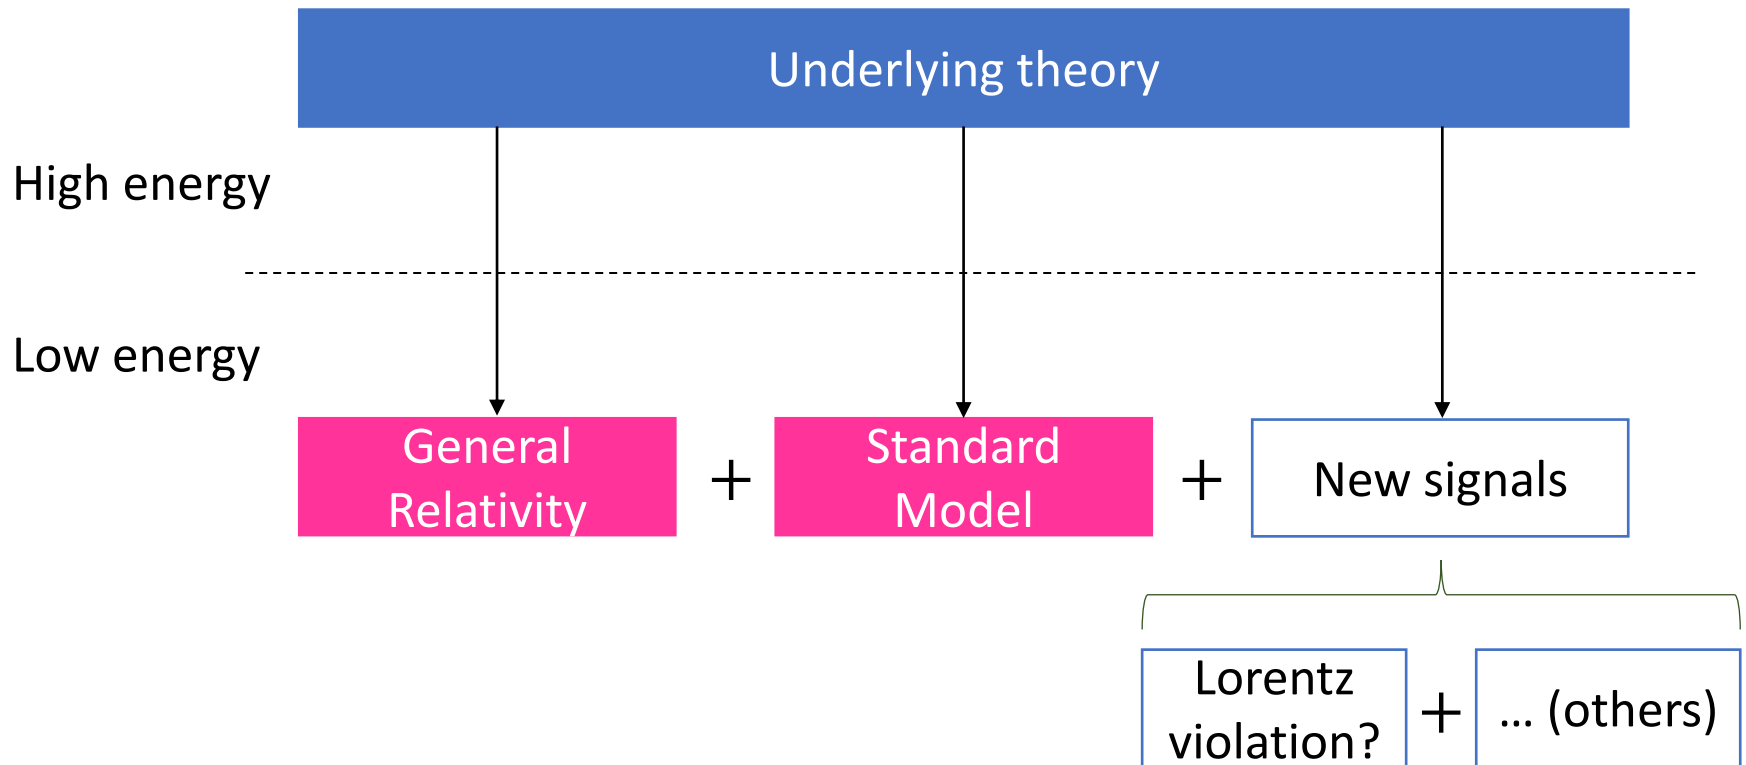 Underlying theory
High energy
Low energy
General
Relativity
+
Standard
Model
+
New signals
Lorentz
violation?
+
... (others)